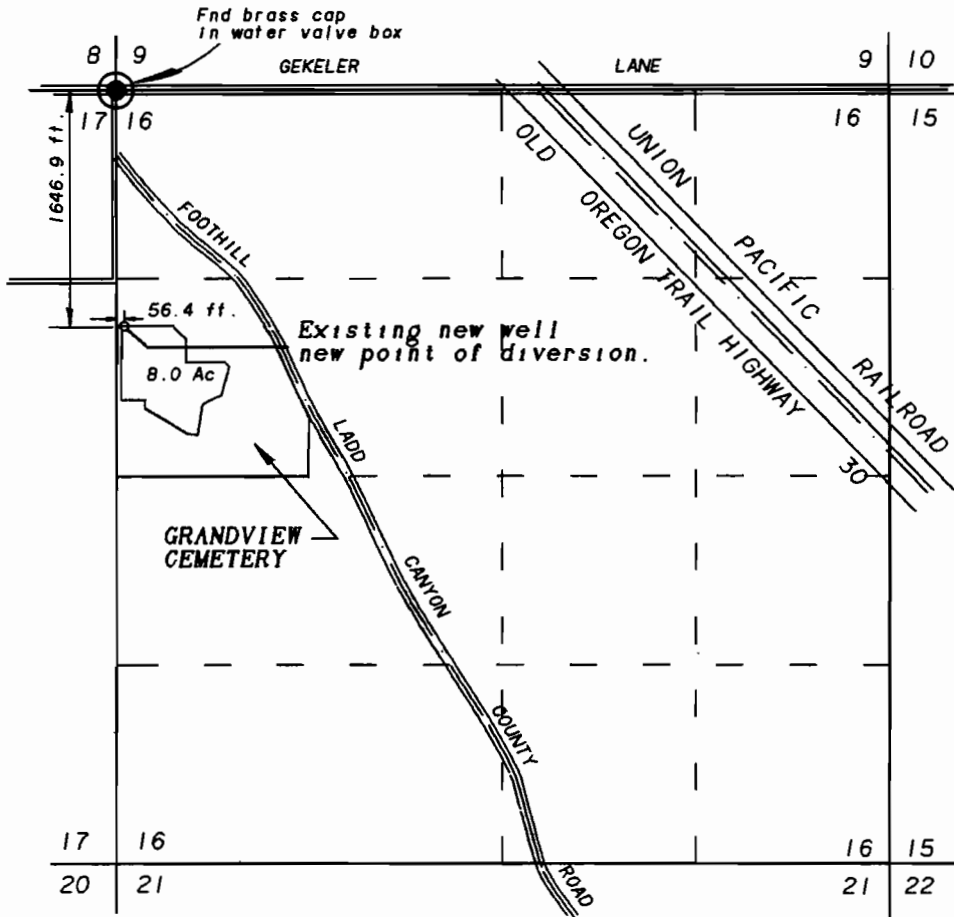 Fnd brass cap
in water valve box
8 9
GEKELER LANE
9 10
17 16
16 15
1646.9 ft.
OLD OREGON TRAIL HIGHWAY 30
UNION PACIFIC RAILROAD
FOOTHILL LADD CANYON COUNTY ROAD
56.4 ft.
Existing new well
new point of diversion.
8.0 Ac
GRANDVIEW
CEMETERY
17 16
16 15
20 21
21 22